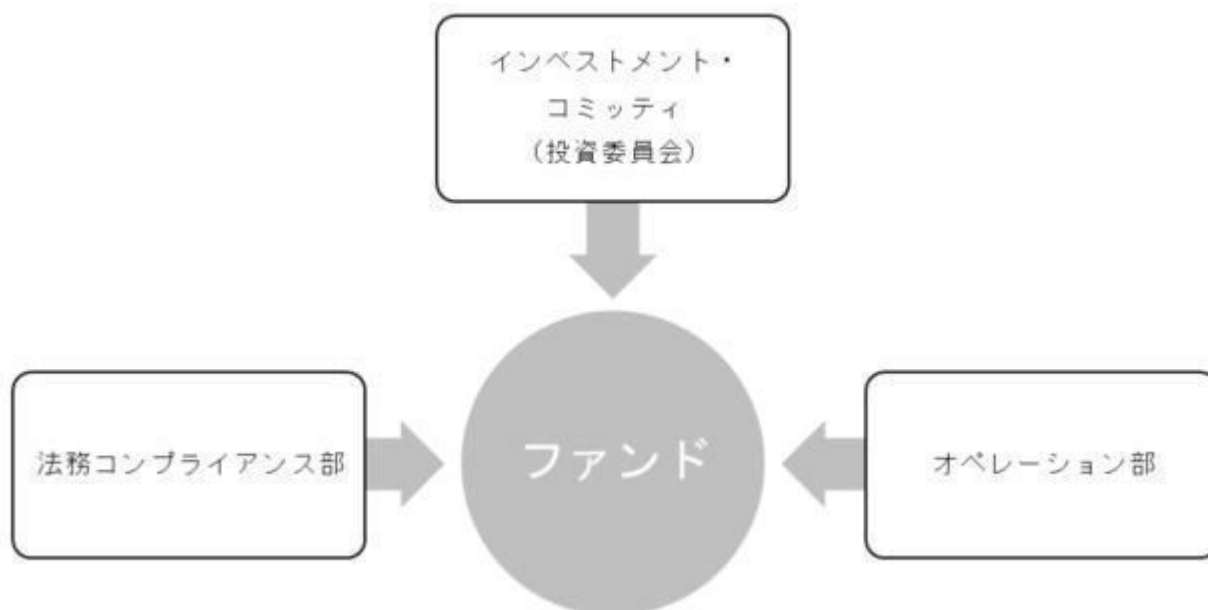 インベストメント・
コミッティ
（投資委員会）
法務コンプライアンス部
ファンド
オペレーション部